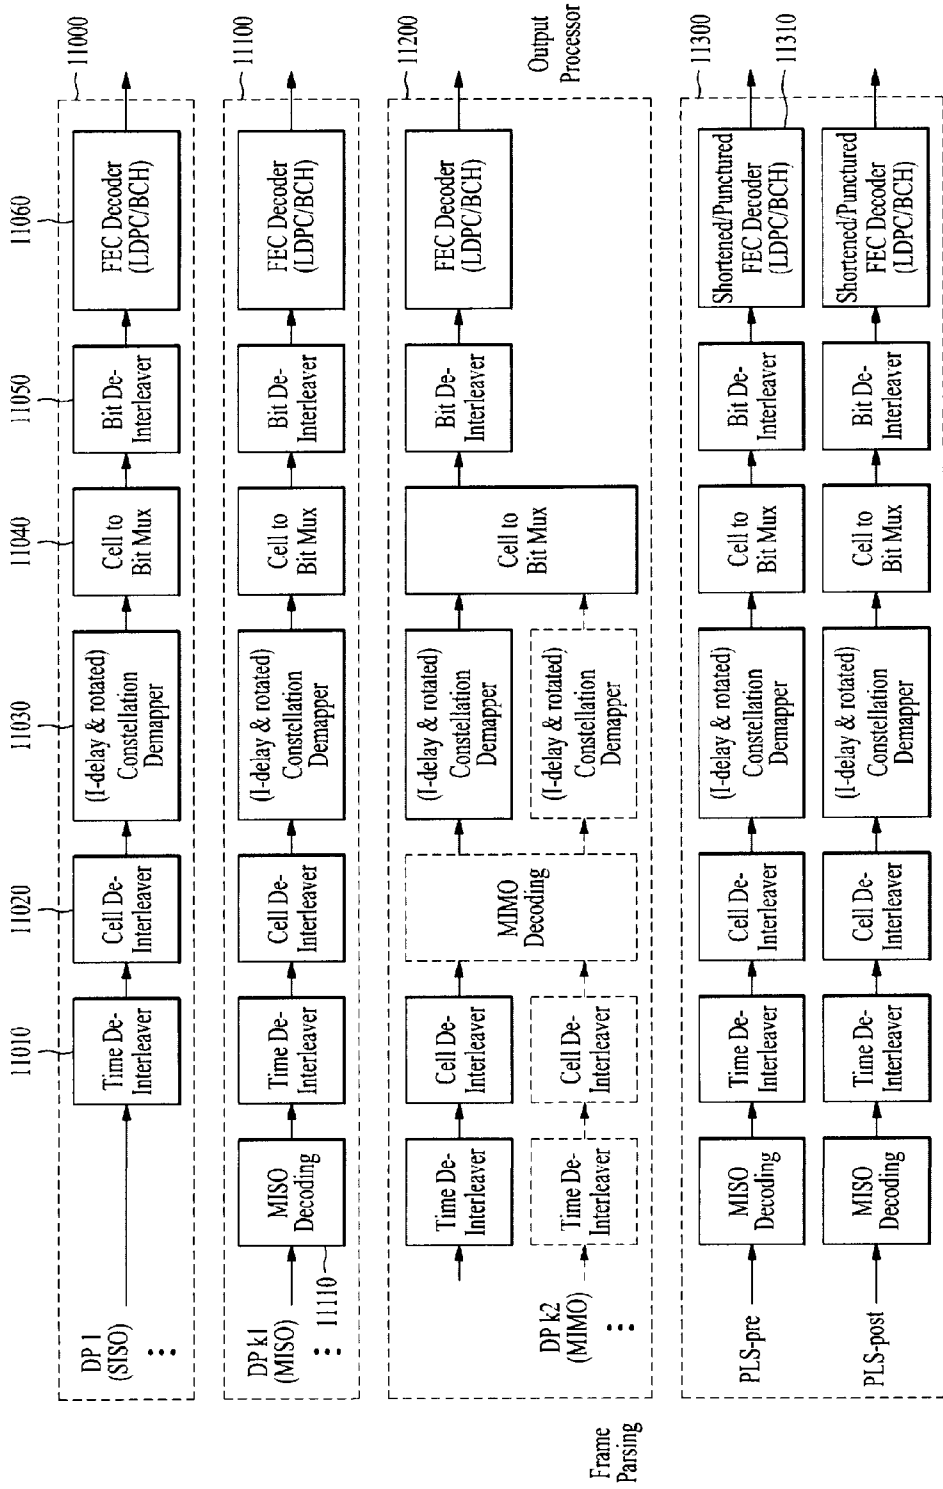 11010
11020
11030
11040
11050
11060
11000
DP 1
(SISO)
⋮
Time De-
Interleaver
Cell De-
Interleaver
(I-delay & rotated)
Constellation
Demapper
Cell to
Bit Mux
Bit De-
Interleaver
FEC Decoder
(LDPC/BCH)
11100
DP k1
(MISO)
⋮
11110
MISO
Decoding
Time De-
Interleaver
Cell De-
Interleaver
(I-delay & rotated)
Constellation
Demapper
Cell to
Bit Mux
Bit De-
Interleaver
FEC Decoder
(LDPC/BCH)
11200
Time De-
Interleaver
Cell De-
Interleaver
MIMO
Decoding
(I-delay & rotated)
Constellation
Demapper
Cell to
Bit Mux
Bit De-
Interleaver
FEC Decoder
(LDPC/BCH)
DP k2
(MIMO)
⋮
Time De-
Interleaver
Cell De-
Interleaver
(I-delay & rotated)
Constellation
Demapper
Frame
Parsing
Output
Processor
11300
PLS-pre
MISO
Decoding
Time De-
Interleaver
Cell De-
Interleaver
(I-delay & rotated)
Constellation
Demapper
Cell to
Bit Mux
Bit De-
Interleaver
Shortened/Punctured
FEC Decoder
(LDPC/BCH)
11310
PLS-post
MISO
Decoding
Time De-
Interleaver
Cell De-
Interleaver
(I-delay & rotated)
Constellation
Demapper
Cell to
Bit Mux
Bit De-
Interleaver
Shortened/Punctured
FEC Decoder
(LDPC/BCH)